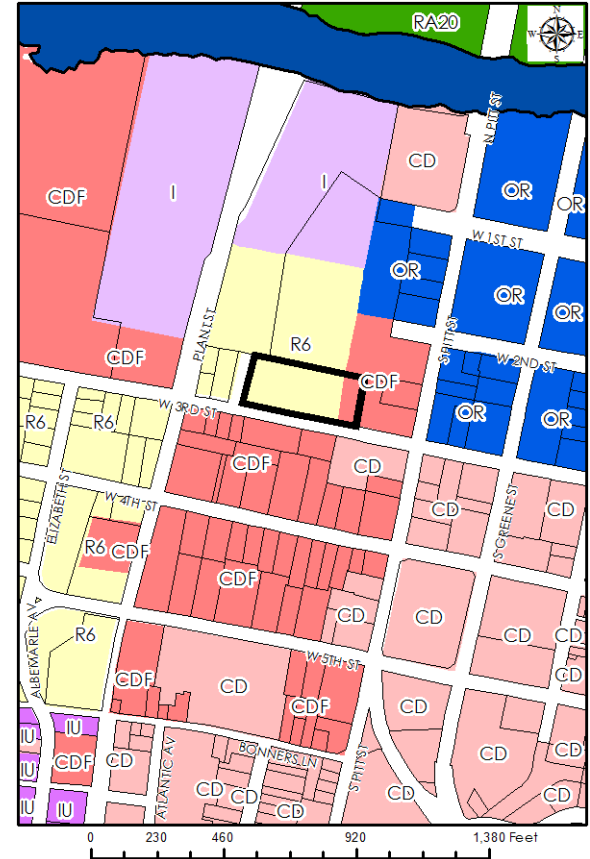 RA20
N
W E
S
N PITT ST
CD
CDF
I
I
OR
OR
W 1ST ST
OR
OR
OR
PLANT ST
R6
S PITT ST
W 2ND ST
CDF
CDF
OR
OR
W 3RD ST
R6
R6
CDF
CD
ELIZABETH ST
W 4TH ST
CD
S GREENE ST
CD
R6
CDF
CDF
CD
CD
CD
CD
ALBEMARLE AV
R6
W 5TH ST
CDF
CD
CD
CDF
CD
IU
IU
BONNERS LN
CD
CD
IU
CDF
CD
ATLANTIC AV
S PITT ST
CD
CD
CD
CD
IU
IU
0 230 460 920 1,380 Feet